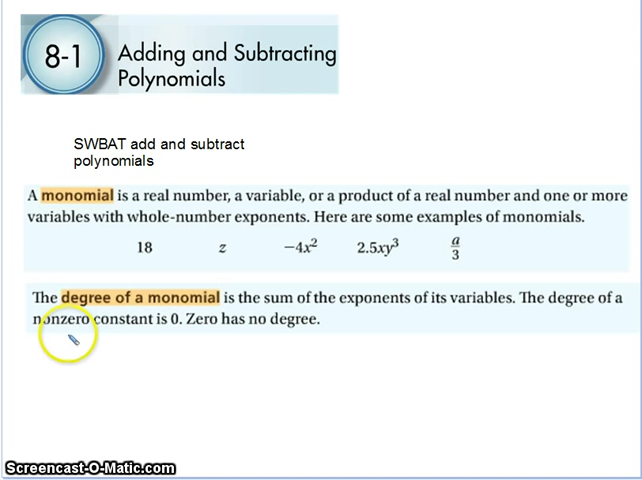 8-1
Adding and Subtracting
Polynomials
SWBAT add and subtract
polynomials
A monomial is a real number, a variable, or a product of a real number and one or more
variables with whole-number exponents. Here are some examples of monomials.
18 z −4x² 2.5xy³ a/3
The degree of a monomial is the sum of the exponents of its variables. The degree of a
nonzero constant is 0. Zero has no degree.
Screencast-O-Matic.com